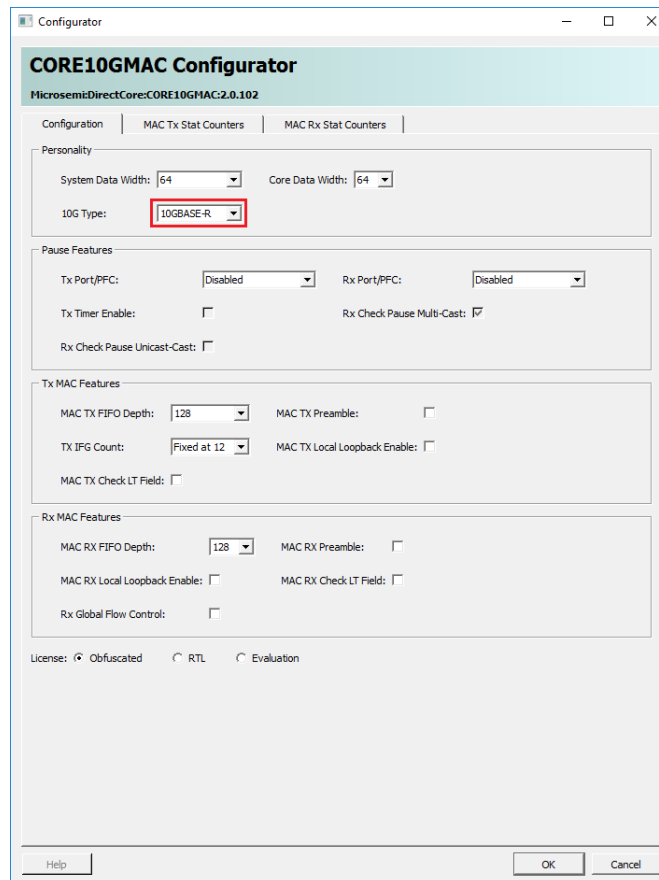 Configurator
CORE10GMAC Configurator
Microsemi:DirectCore:CORE10GMAC:2.0.102
Configuration MAC Tx Stat Counters MAC Rx Stat Counters
Personality
System Data Width: 64 Core Data Width: 64
10G Type: 10GBASE-R
Pause Features
Tx Port/PFC: Disabled Rx Port/PFC: Disabled
Tx Timer Enable: Rx Check Pause Multi-Cast:
Rx Check Pause Unicast-Cast:
Tx MAC Features
MAC TX FIFO Depth: 128 MAC TX Preamble:
TX IFG Count: Fixed at 12 MAC TX Local Loopback Enable:
MAC TX Check LT Field:
Rx MAC Features
MAC RX FIFO Depth: 128 MAC RX Preamble:
MAC RX Local Loopback Enable: MAC RX Check LT Field:
Rx Global Flow Control:
License: Obfuscated RTL Evaluation
Help OK Cancel